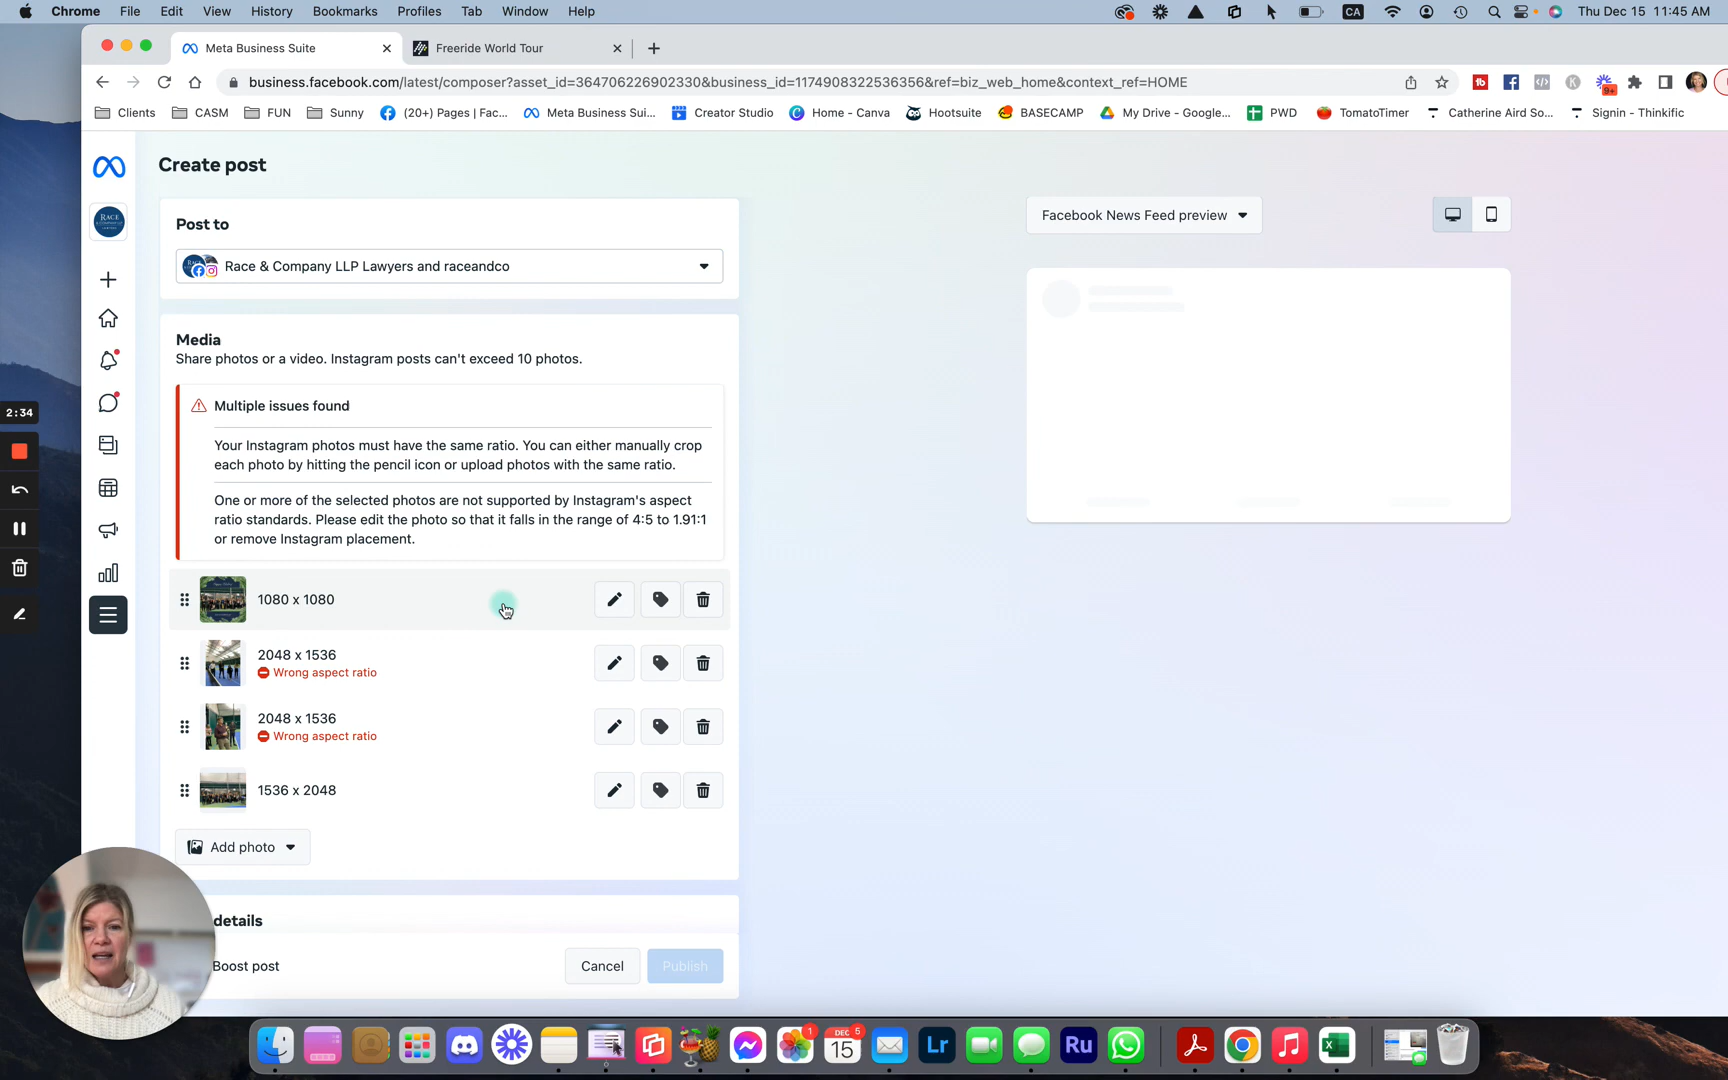 Chrome File Edit View History Bookmarks Profiles Tab Window Help CA Thu Dec 15 11:45 AM
Meta Business Suite Freeride World Tour
business.facebook.com/latest/composer?asset_id=364706226902330&business_id=1174908322536356&ref=biz_web_home&context_ref=HOME
9+
Clients CASM FUN Sunny (20+) Pages | Fac... Meta Business Sui... Creator Studio Home - Canva Hootsuite BASECAMP My Drive - Google... PWD TomatoTimer Catherine Aird So... Signin - Thinkific
Create post
RACE
Post to
Race & Company LLP Lawyers and raceandco
Facebook News Feed preview
Media
Share photos or a video. Instagram posts can't exceed 10 photos.
2:34
Multiple issues found
Your Instagram photos must have the same ratio. You can either manually crop
each photo by hitting the pencil icon or upload photos with the same ratio.
One or more of the selected photos are not supported by Instagram's aspect
ratio standards. Please edit the photo so that it falls in the range of 4:5 to 1.91:1
or remove Instagram placement.
1080 x 1080
2048 x 1536
Wrong aspect ratio
2048 x 1536
Wrong aspect ratio
1536 x 2048
Add photo
details
Boost post Cancel Publish
1 DEC 5 15 Lr Ru